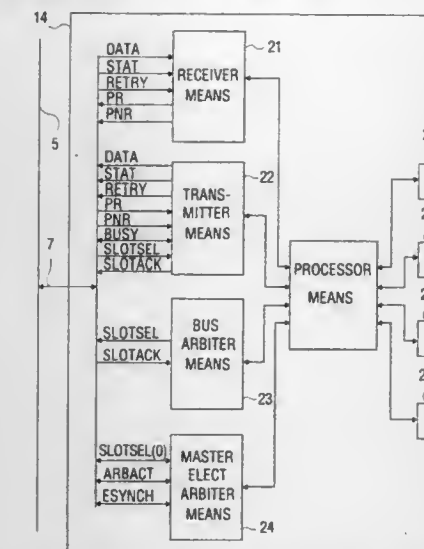 14
DATA
STAT
RETRY
PR
PNR
RECEIVER
MEANS
21
5
DATA
STAT
RETRY
PR
PNR
BUSY
SLOTSEL
SLOTACK
TRANS-
MITTER
MEANS
22
7
PROCESSOR
MEANS
SLOTSEL
SLOTACK
BUS
ARBITER
MEANS
23
SLOTSEL(0)
ARBACT
ESYNCH
MASTER
ELECT
ARBITER
MEANS
24